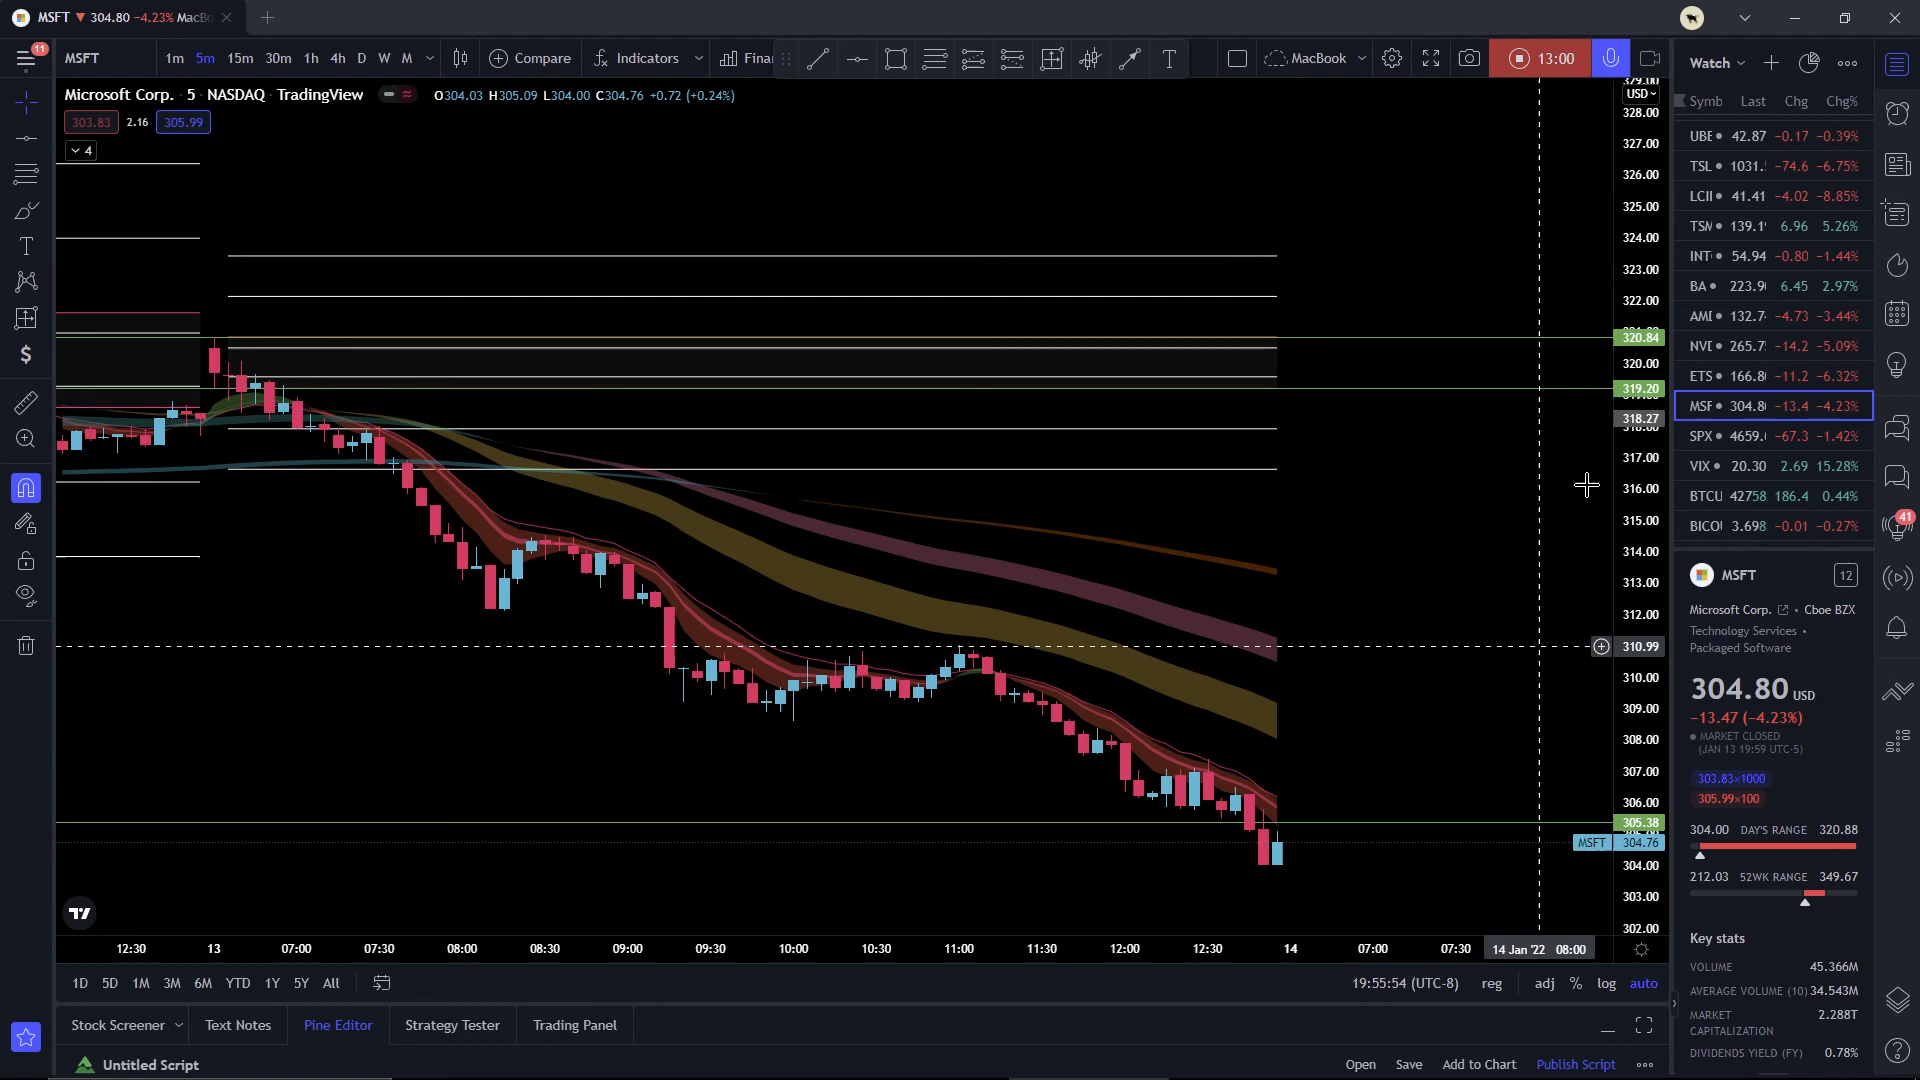 MSFT ▼ 304.80 −4.23% MacBo
11
MSFT
1m 5m 15m 30m 1h 4h D W M
Compare
Indicators
Finan
T
MacBook
13:00
Watch
Microsoft Corp. · 5 · NASDAQ · TradingView
O304.03 H305.09 L304.00 C304.76 +0.72 (+0.24%)
303.83 2.16 305.99
4
USD
329.00
328.00
327.00
326.00
325.00
324.00
323.00
322.00
320.84
320.00
319.20
318.27
318.00
317.00
316.00
315.00
314.00
313.00
312.00
310.99
310.00
309.00
308.00
307.00
306.00
305.38
MSFT 304.76
304.00
303.00
302.00
12:30 13 07:00 07:30 08:00 08:30 09:00 09:30 10:00 10:30 11:00 11:30 12:00 12:30 14 07:00 07:30 14 Jan '22 08:00
1D 5D 1M 3M 6M YTD 1Y 5Y All
19:55:54 (UTC-8) reg adj % log auto
Stock Screener Text Notes Pine Editor Strategy Tester Trading Panel
Untitled Script
Open Save Add to Chart Publish Script
Symb Last Chg Chg%
UBE 42.87 −0.17 −0.39%
TSL 1031. −74.6 −6.75%
LCII 41.41 −4.02 −8.85%
TSM 139.1 6.96 5.26%
INT 54.94 −0.80 −1.44%
BA 223.9 6.45 2.97%
AMI 132.7 −4.73 −3.44%
NVI 265.7 −14.2 −5.09%
ETS 166.8 −11.2 −6.32%
MSF 304.8 −13.4 −4.23%
SPX 4659. −67.3 −1.42%
VIX 20.30 2.69 15.28%
BTCU 42758 186.4 0.44%
BICO 3.698 −0.01 −0.27%
41
MSFT
12
Microsoft Corp. • Cboe BZX
Technology Services •
Packaged Software
304.80 USD
−13.47 (−4.23%)
MARKET CLOSED
(JAN 13 19:59 UTC-5)
303.83×1000
305.99×100
304.00 DAY'S RANGE 320.88
212.03 52WK RANGE 349.67
Key stats
VOLUME 45.366M
AVERAGE VOLUME (10) 34.543M
MARKET
CAPITALIZATION 2.288T
DIVIDENDS YIELD (FY) 0.78%